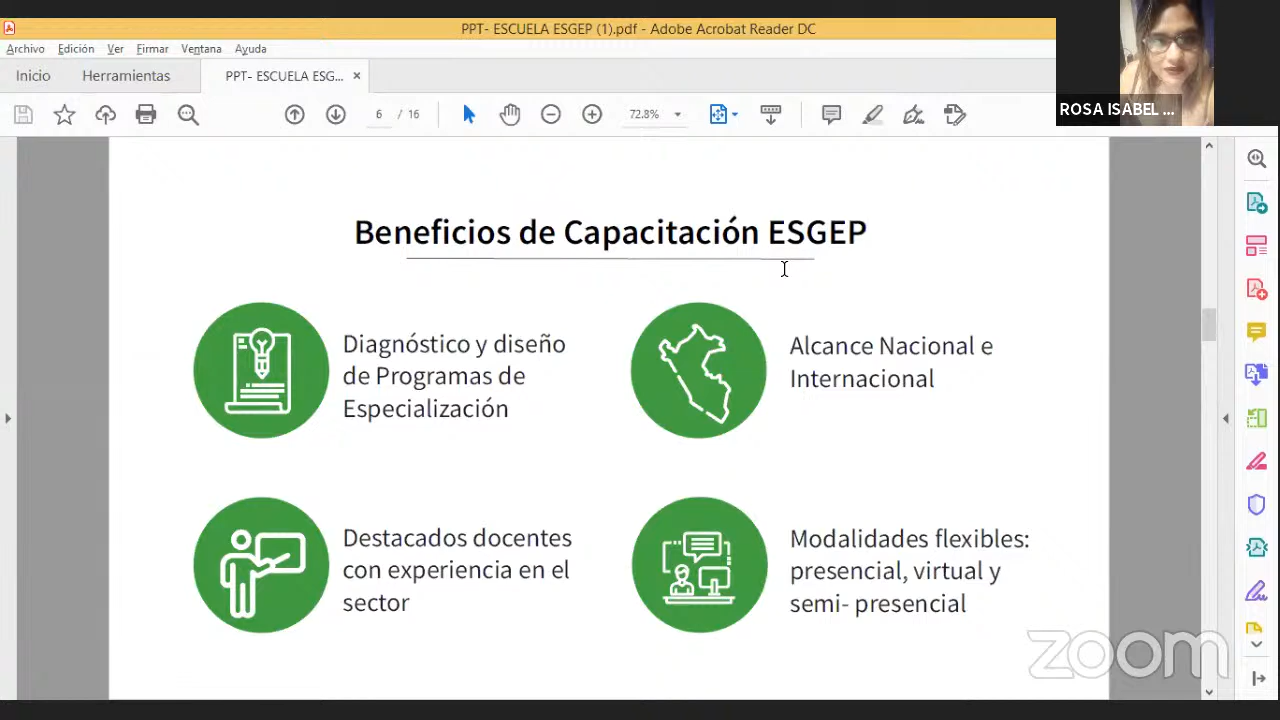 PPT- ESCUELA ESGEP (1).pdf - Adobe Acrobat Reader DC
Archivo Edición Ver Firmar Ventana Ayuda
Inicio Herramientas PPT- ESCUELA ESG... ×
6 / 16 72.8%
ROSA ISABEL ...
Beneficios de Capacitación ESGEP
Diagnóstico y diseño
de Programas de
Especialización
Alcance Nacional e
Internacional
Destacados docentes
con experiencia en el
sector
Modalidades flexibles:
presencial, virtual y
semi- presencial
zoom